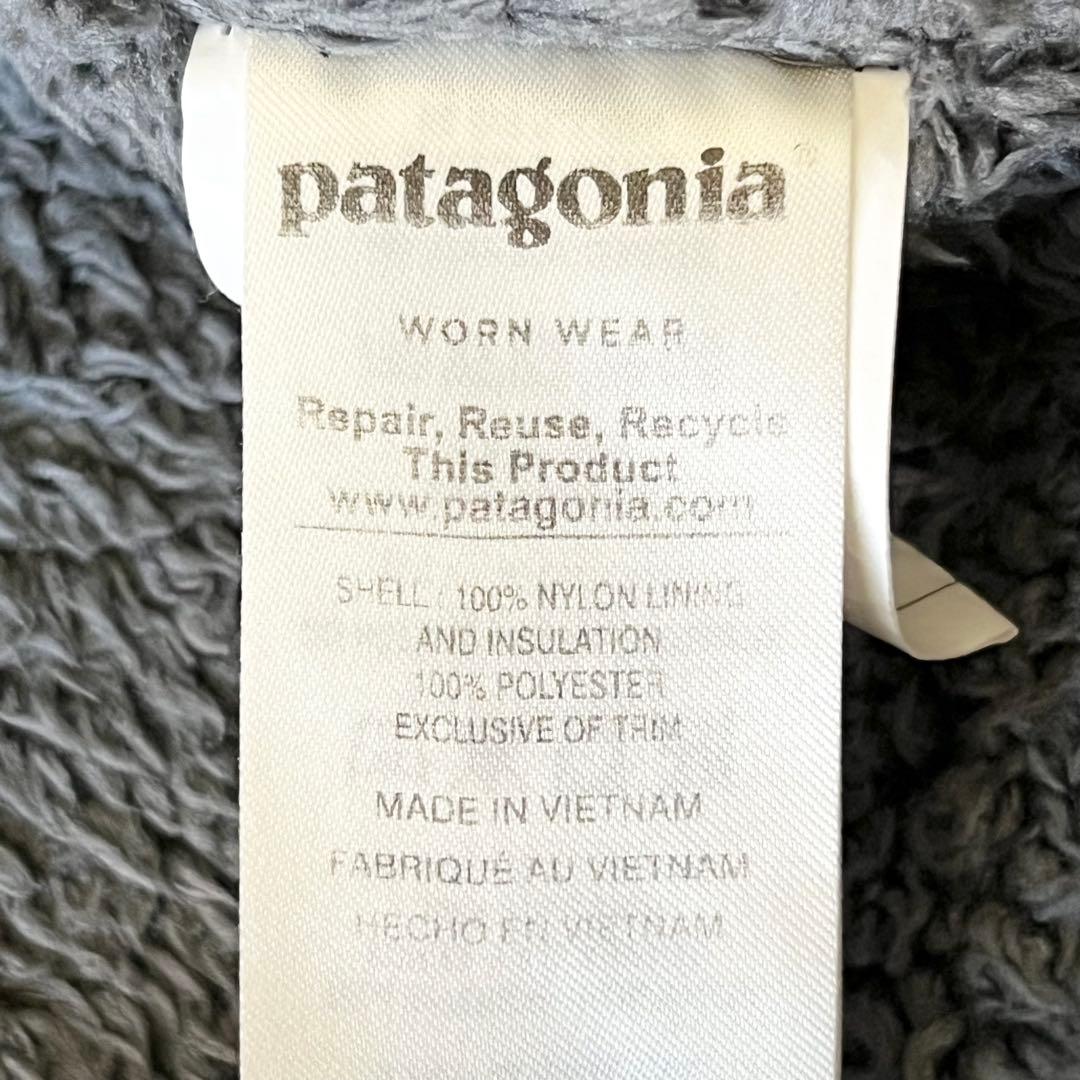 patagonia®
WORN WEAR
Repair, Reuse, Recycle
This Product
www.patagonia.com
SHELL: 100% NYLON LINING
AND INSULATION
100% POLYESTER
EXCLUSIVE OF TRIM
MADE IN VIETNAM
FABRIQUÉ AU VIETNAM
HECHO EN VIETNAM